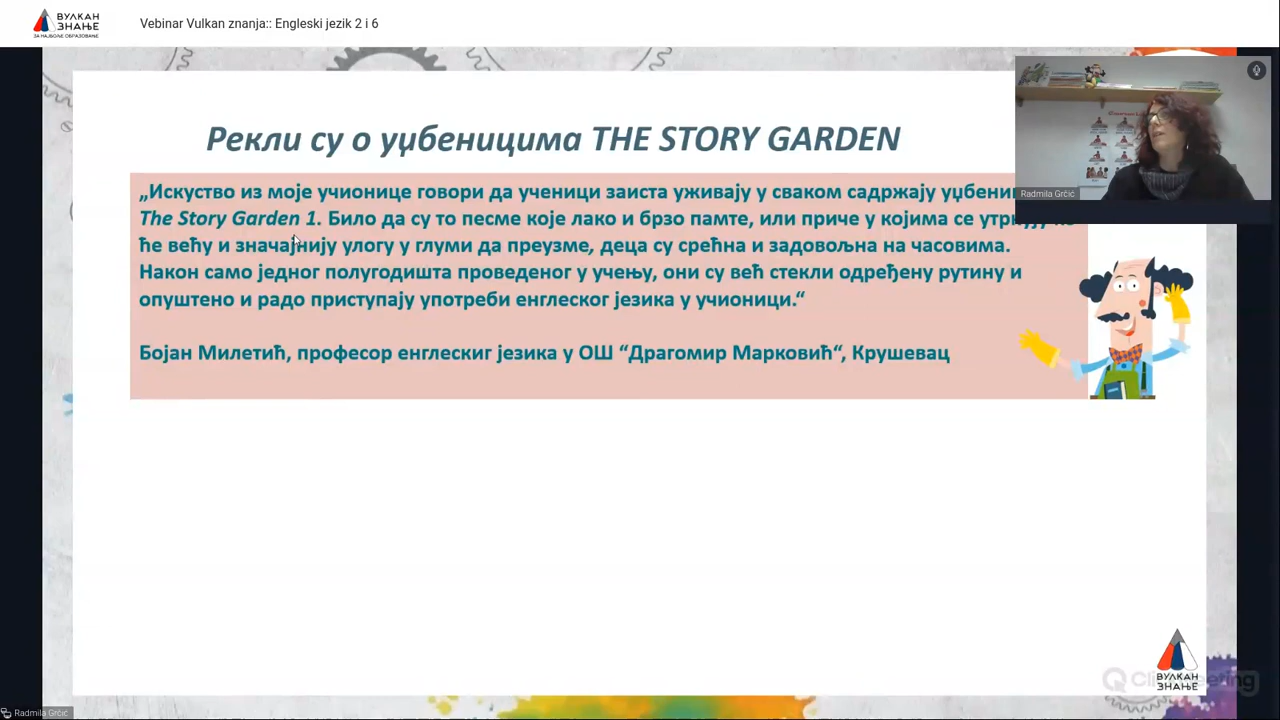 ВУЛКАН
ЗНАЊЕ
ЗА НАЈБОЉЕ ОБРАЗОВАЊЕ
Vebinar Vulkan znanja:: Engleski jezik 2 i 6
Рекли су о уџбеницима THE STORY GARDEN
„Искуство из моје учионице говори да ученици заиста уживају у сваком садржају
The Story Garden 1. Било да су то песме које лако и брзо памте, или приче у којима се
ће већу и значајнију улогу у глуми да преузме, деца су срећна и задовољна на часовима.
Након само једног полугодишта проведеног у учењу, они су већ стекли одређену рутину и
опуштено и радо приступају употреби енглеског језика у учионици.“
Бојан Милетић, професор енглескиг језика у ОШ “Драгомир Марковић“, Крушевац
Radmila Grčić
ВУЛКАН
ЗНАЊЕ
Radmila Grčić